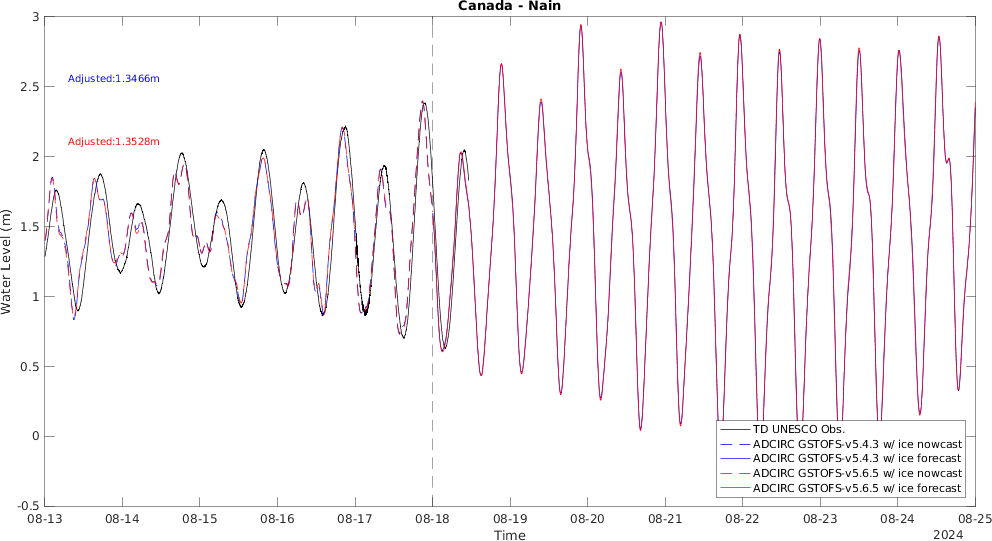 Canada - Nain
Adjusted:1.3466m
Adjusted:1.3528m
Water Level (m)
3
2.5
2
1.5
1
0.5
0
-0.5
08-13 08-14 08-15 08-16 08-17 08-18 08-19 08-20 08-21 08-22 08-23 08-24 08-25
Time
2024
TD UNESCO Obs.
ADCIRC GSTOFS-v5.4.3 w/ ice nowcast
ADCIRC GSTOFS-v5.4.3 w/ ice forecast
ADCIRC GSTOFS-v5.6.5 w/ ice nowcast
ADCIRC GSTOFS-v5.6.5 w/ ice forecast